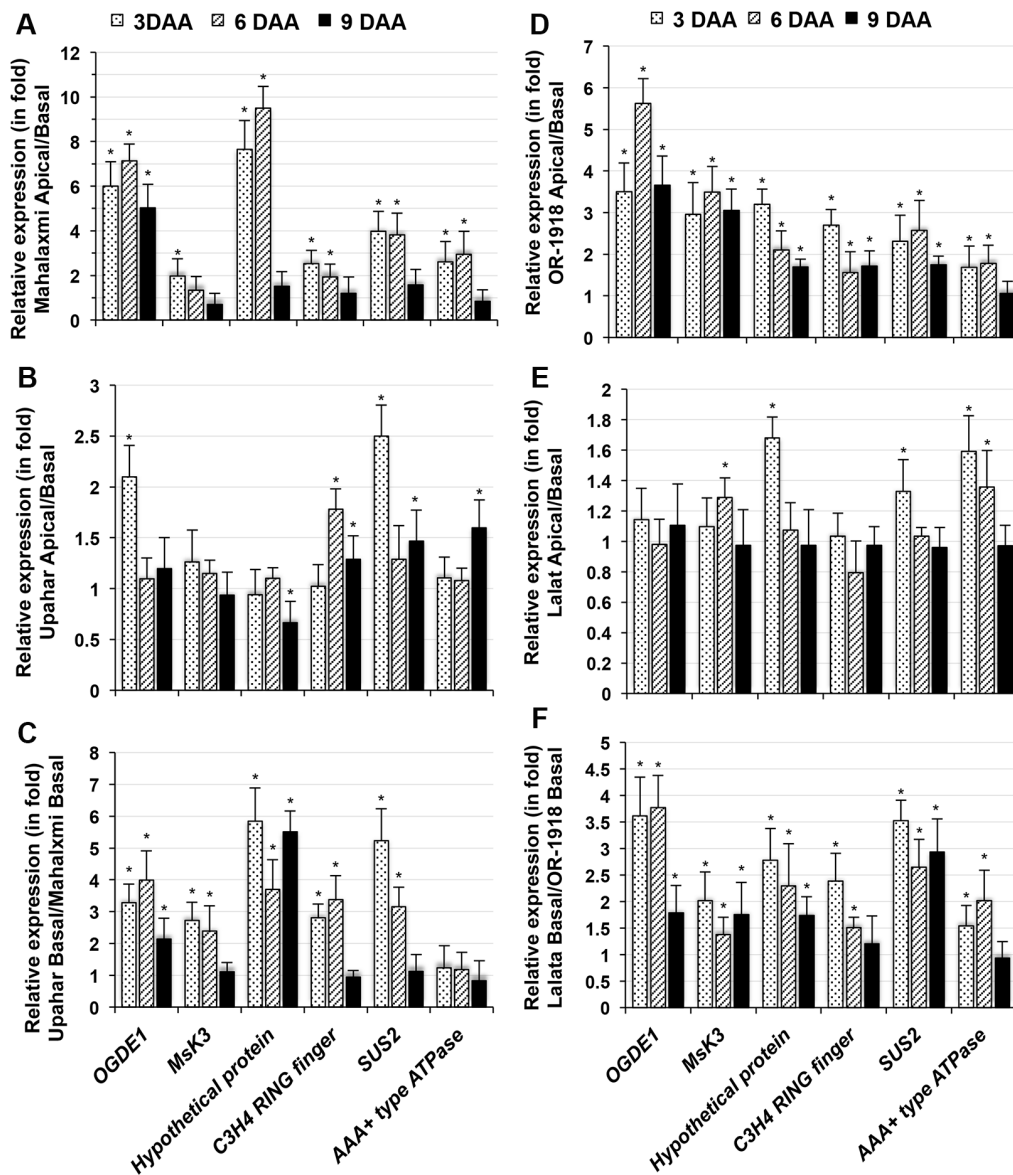 A
3DAA 6 DAA 9 DAA
Relatave expression (in fold)
Mahalaxmi Apical/Basal
12
10
8
6
4
2
0
* * * * * * * * * * * *
B
Relative expression (in fold)
Upahar Apical/Basal
3
2.5
2
1.5
1
0.5
0
* * * * * * *
C
Relative expression (in fold)
Upahar Basal/Mahalxmi Basal
8
7
6
5
4
3
2
1
0
* * * * * * * * * * * *
OGDE1
MsK3
Hypothetical protein
C3H4 RING finger
SUS2
AAA+ type ATPase
D
3 DAA 6 DAA 9 DAA
Relative expression (in fold)
OR-1918 Apical/Basal
7
6
5
4
3
2
1
0
* * * * * * * * * * * * * * * * *
E
Relative expression (in fold)
Lalat Apical/Basal
2
1.8
1.6
1.4
1.2
1
0.8
0.6
0.4
0.2
0
* * * * *
F
Relative expression (in fold)
Lalata Basal/OR-1918 Basal
5
4.5
4
3.5
3
2.5
2
1.5
1
0.5
0
* * * * * * * * * * * * * * * *
OGDE1
MsK3
Hypothetical protein
C3H4 RING finger
SUS2
AAA+ type ATPase